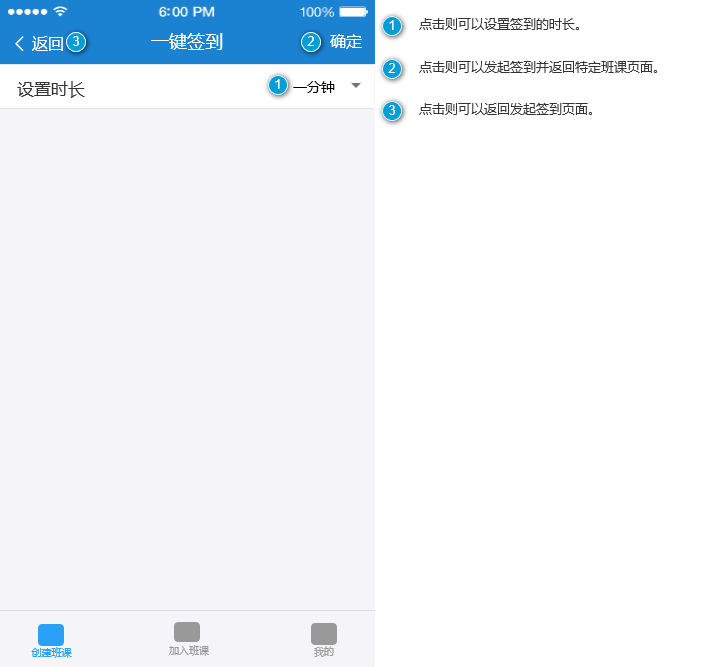 6:00 PM 100%
返回 3 一键签到 2 确定
设置时长 1 一分钟
创建班课 加入班课 我的
1 点击则可以设置签到的时长。
2 点击则可以发起签到并返回特定班课页面。
3 点击则可以返回发起签到页面。